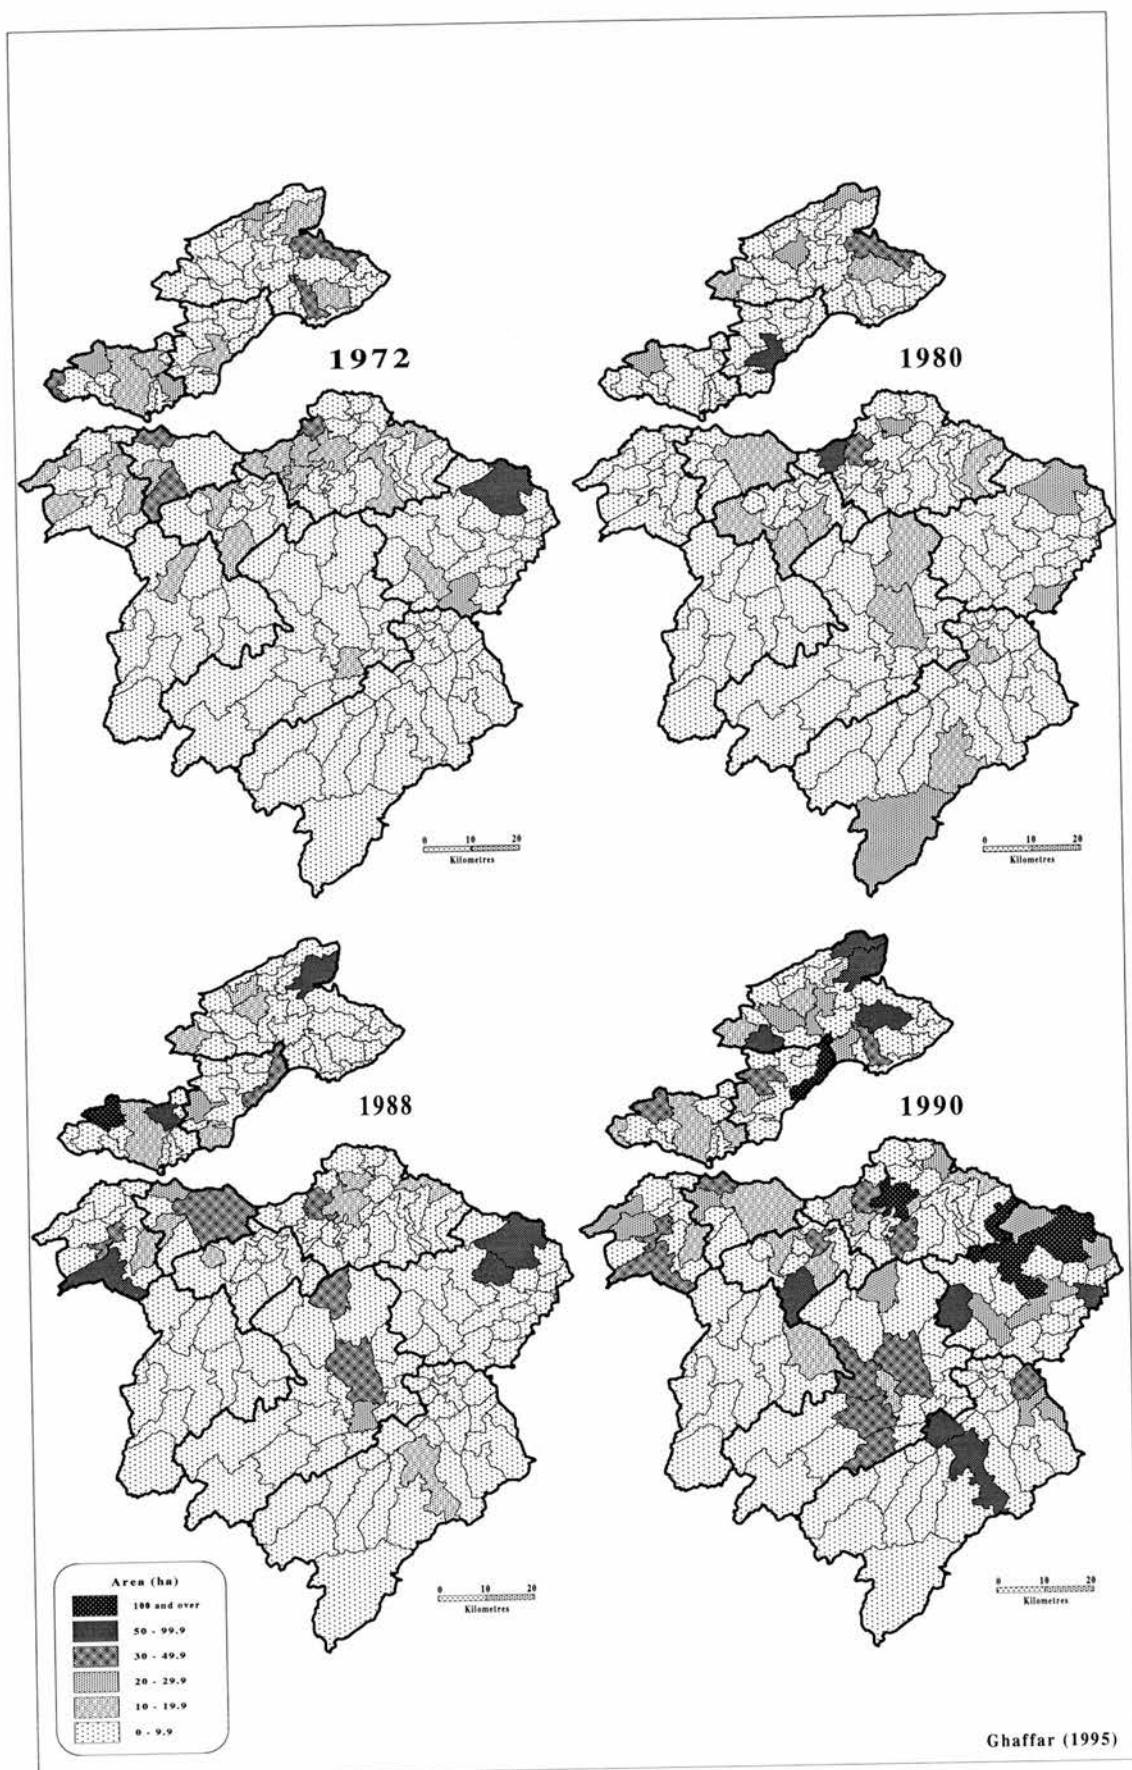 1972
1980
0 10 20
Kilometres
0 10 20
Kilometres
1988
1990
0 10 20
Kilometres
0 10 20
Kilometres
Area (ha)
100 and over
50 - 99.9
30 - 49.9
20 - 29.9
10 - 19.9
0 - 9.9
Ghaffar (1995)